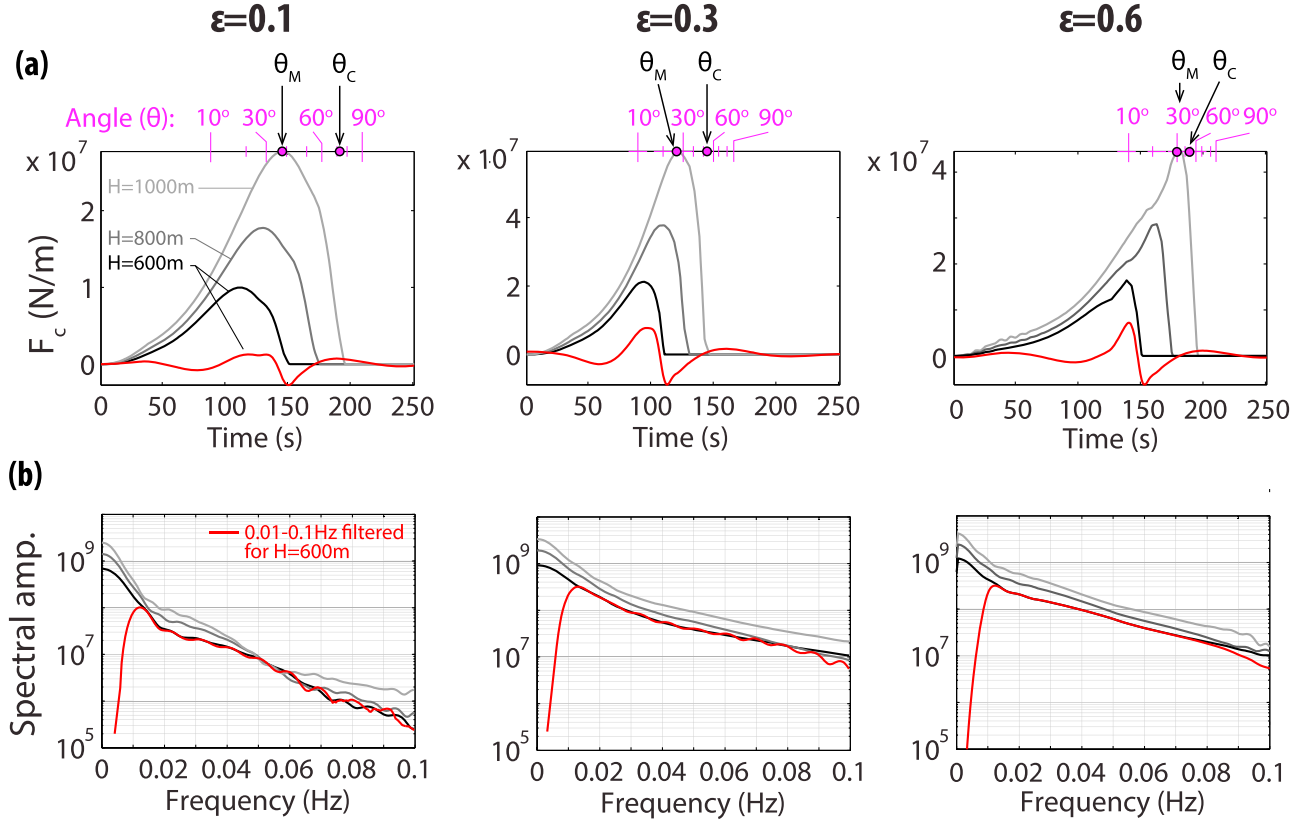 ε=0.1 ε=0.3 ε=0.6
(a)
θM θC θM θC θM θC
Angle (θ): 10° 30° 60° 90° 10° 30° 60° 90° 10° 30° 60° 90°
x 10⁷ x 10⁷ x 10⁷
H=1000m
H=800m
H=600m
Fc (N/m)
2 1 0
4 2 0
4 2 0
0 50 100 150 200 250 0 50 100 150 200 250 0 50 100 150 200 250
Time (s) Time (s) Time (s)
(b)
0.01-0.1Hz filtered
for H=600m
Spectral amp.
10⁹ 10⁷ 10⁵
10⁹ 10⁷ 10⁵
10⁹ 10⁷ 10⁵
0 0.02 0.04 0.06 0.08 0.1 0 0.02 0.04 0.06 0.08 0.1 0 0.02 0.04 0.06 0.08 0.1
Frequency (Hz) Frequency (Hz) Frequency (Hz)